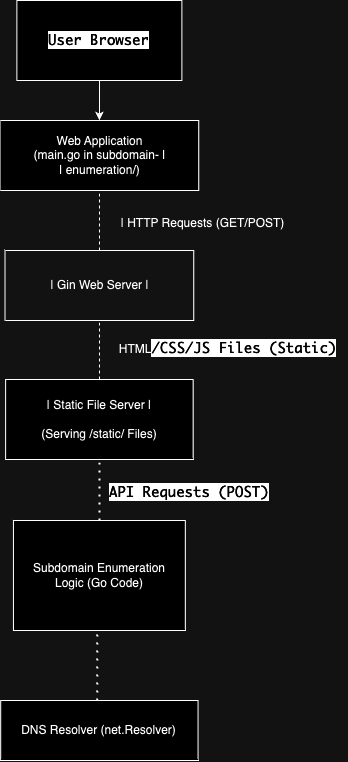 User Browser
Web Application
(main.go in subdomain- |
| enumeration/)
| HTTP Requests (GET/POST)
| Gin Web Server |
HTML/CSS/JS Files (Static)
| Static File Server |
(Serving /static/ Files)
API Requests (POST)
Subdomain Enumeration
Logic (Go Code)
DNS Resolver (net.Resolver)